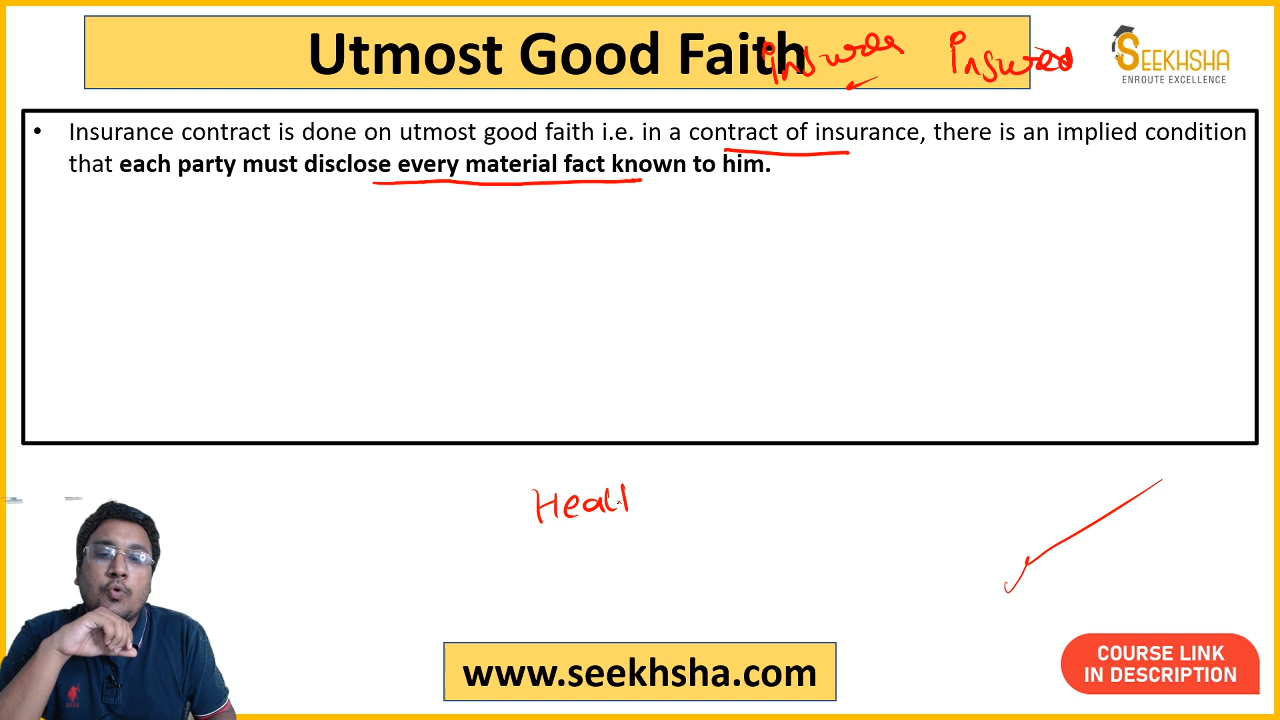 Utmost Good Faith
insurer Insured
SEEKHSHA
ENROUTE EXCELLENCE
• Insurance contract is done on utmost good faith i.e. in a contract of insurance, there is an implied condition
that each party must disclose every material fact known to him.
Healt
www.seekhsha.com
COURSE LINK
IN DESCRIPTION